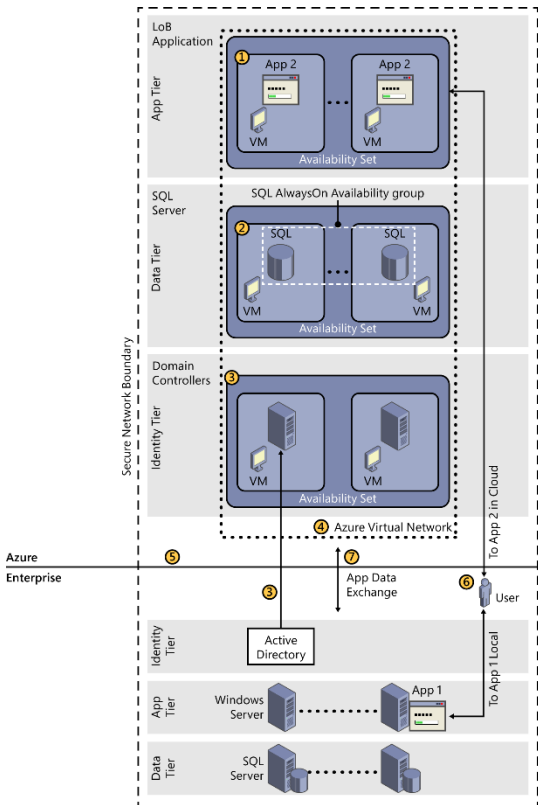 LoB
Application
App Tier
1
App 2
App 2
VM
VM
Availability Set
SQL AlwaysOn Availability group
SQL
Server
Data Tier
2
SQL
SQL
VM
VM
Availability Set
Secure Network Boundary
Domain
Controllers
Identity Tier
3
VM
VM
Availability Set
4 Azure Virtual Network
To App 2 in Cloud
Azure
5
7
Enterprise
3
App Data
Exchange
6
User
Identity
Tier
Active
Directory
To App 1 Local
App
Tier
Windows
Server
App 1
Data
Tier
SQL
Server